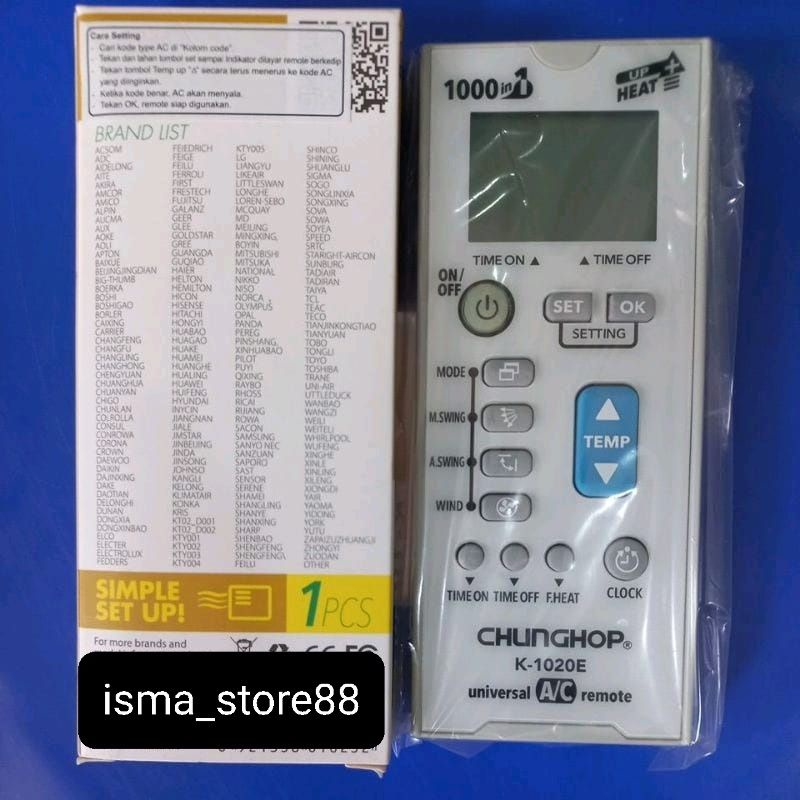 Cara Setting
- Cari kode type AC di "Kolom code".
Tekan dan tahan tombol set sampai indikator dilayar remote berkedip
- Tekan tombol Temp up "△" secara terus menerus ke kode AC
yang diinginkan.
- Ketika kode benar, AC akan menyala.
- Tekan OK, remote siap digunakan.
BRAND LIST
ACSOM
ADC
AIDELONG
AITE
AKIRA
AMCOR
AMICO
ALPIN
AUCMA
AUX
AOKE
AOLI
APTON
BAIXUE
BEIJINGJINGDIAN
BIG-THUMB
BOERKA
BOSHI
BOSHIGAO
BORLER
CAIXING
CARRIER
CHANGFENG
CHANGFU
CHANGLING
CHANGHONG
CHENGYUAN
CHUANGHUA
CHUANYAN
CHIGO
CHUNLAN
COLROLLA
CONSUL
CONROWA
CORONA
CROWN
DAEWOO
DAIKIN
DAJINXING
DAKE
DAOTIAN
DELONGHI
DUNAN
DONGXIA
DONGXINBAO
ELCO
ELECTER
ELECTROLUX
FEDDERS
FEIEDRICH
FEIGE
FEILU
FERROLI
FIRST
FRESTECH
FUJITSU
GALANZ
GEER
GLEE
GOLDSTAR
GREE
GUANGDA
GUQIAO
HAIER
HELTON
HEMILTON
HICON
HISENSE
HITACHI
HONGYI
HUABAO
HUAGAO
HUAKE
HUAMEI
HUANGHE
HUALING
HUAWEI
HUIFENG
HYUNDAI
INYCIN
JIANGNAN
JIALE
JMSTAR
JINBEIJING
JINDA
JINSONG
JOHNSO
KANGLI
KELONG
KLIMATAIR
KONKA
KRIS
KT02_D001
KT02_D002
KTY001
KTY002
KTY003
KTY004
KTY005
LG
LIANGYU
LIKEAIR
LITTLESWAN
LONGHE
LOREN-SEBO
MCQUAY
MD
MEILING
MINGXING
BOYIN
MITSUBISHI
MITSUKA
NATIONAL
NIKKO
NISO
NORCA
OLYMPUS
OPAL
PANDA
PEREG
PINSHANG
XINHUABAO
PILOT
PUYI
QIXING
RAYBO
RHOSS
RICAI
RUJIANG
ROWA
SACON
SAMSUNG
SANYO NEC
SANZUAN
SAPORO
SAST
SENSOR
SERENE
SHAMEI
SHANGLING
SHANYE
SHANXING
SHARP
SHENBAO
SHENGFENG
SHENGFENG\
FEILU
SHINCO
SHINING
SHUANGLU
SIGMA
SOGO
SONGLINXIA
SONGXING
SOVA
SOWA
SOYEA
SPEED
SRTC
STARIGHT-AIRCON
SUNBURG
TADIAIR
TADIRAN
TAIYA
TCL
TEAC
TECO
TIANJINKONGTIAO
TIANYUAN
TOBO
TONGLI
TOYO
TOSHIBA
TRANE
UNI-AIR
UTTLEDUCK
WANBAO
WANGZI
WEILI
WEITELI
WHIRLPOOL
WUFENG
XINGHE
XINLE
XINLING
XILENG
XIONGDI
YAIR
YAOMA
YIDONG
YORK
YUTU
ZAPAIZUZHUANGJI
ZHONGYI
ZUODAN
OTHER
SIMPLE
SET UP!
1PCS
For more brands and
isma_store88
1000 in 1
UP
HEAT
TIME ON ▲
▲ TIME OFF
ON/
OFF
SET
OK
SETTING
MODE
M.SWING
A.SWING
WIND
TEMP
TIME ON
TIME OFF
F.HEAT
CLOCK
CHUNGHOP®
K-1020E
universal A/C remote